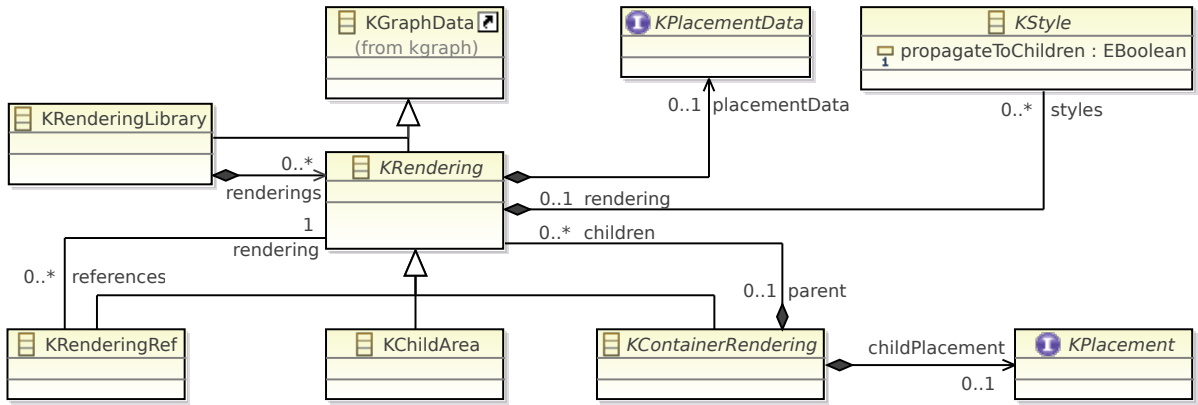 KGraphData
(from kgraph)
KPlacementData
KStyle
propagateToChildren : EBoolean
1
0..1 placementData
0..* styles
KRenderingLibrary
0..*
renderings
KRendering
0..1 rendering
0..* children
1
rendering
0..* references
0..1 parent
KRenderingRef
KChildArea
KContainerRendering
childPlacement
0..1
KPlacement